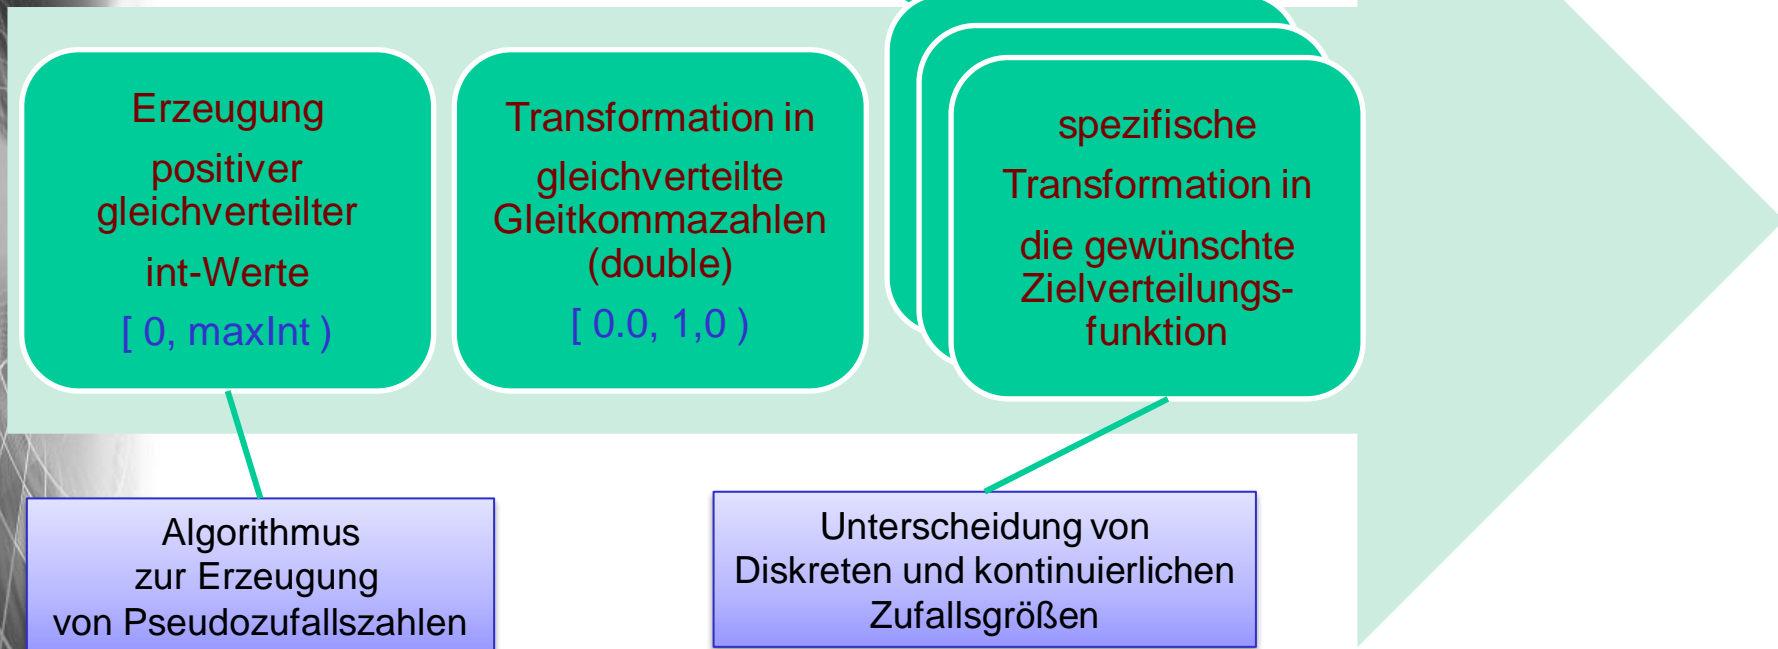 Erzeugung
positiver
gleichverteilter
int-Werte
[ 0, maxInt )
Transformation in
gleichverteilte
Gleitkommazahlen
(double)
[ 0.0, 1,0 )
spezifische
Transformation in
die gewünschte
Zielverteilungs-
funktion
Algorithmus
zur Erzeugung
von Pseudozufallszahlen
Unterscheidung von
Diskreten und kontinuierlichen
Zufallsgrößen